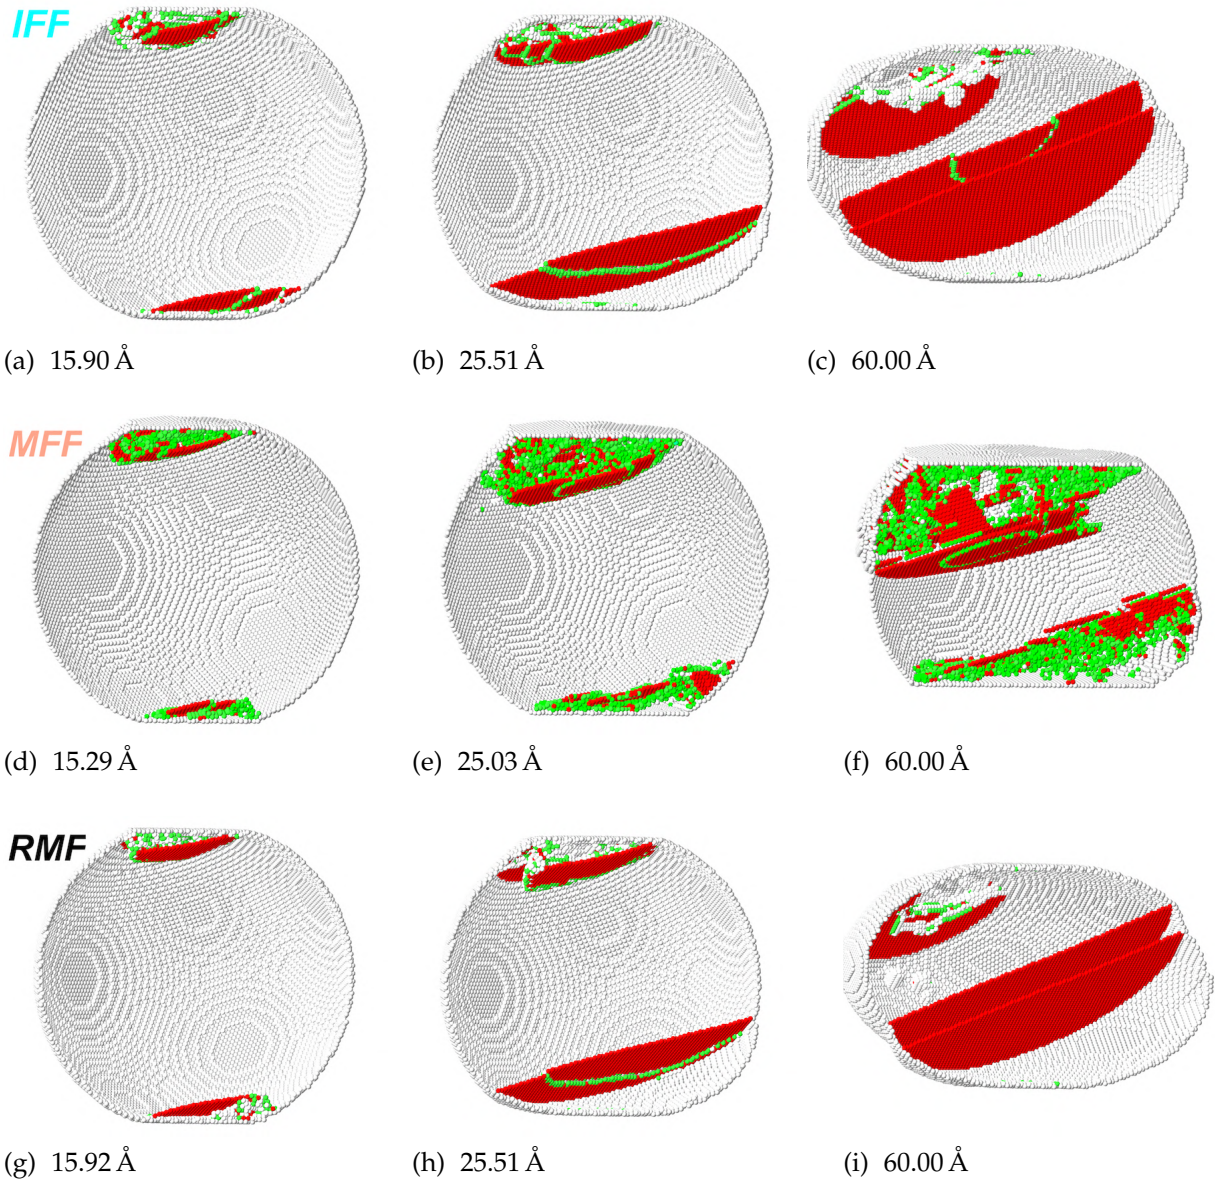 IFF
(a) 15.90 Å
(b) 25.51 Å
(c) 60.00 Å
MFF
(d) 15.29 Å
(e) 25.03 Å
(f) 60.00 Å
RMF
(g) 15.92 Å
(h) 25.51 Å
(i) 60.00 Å